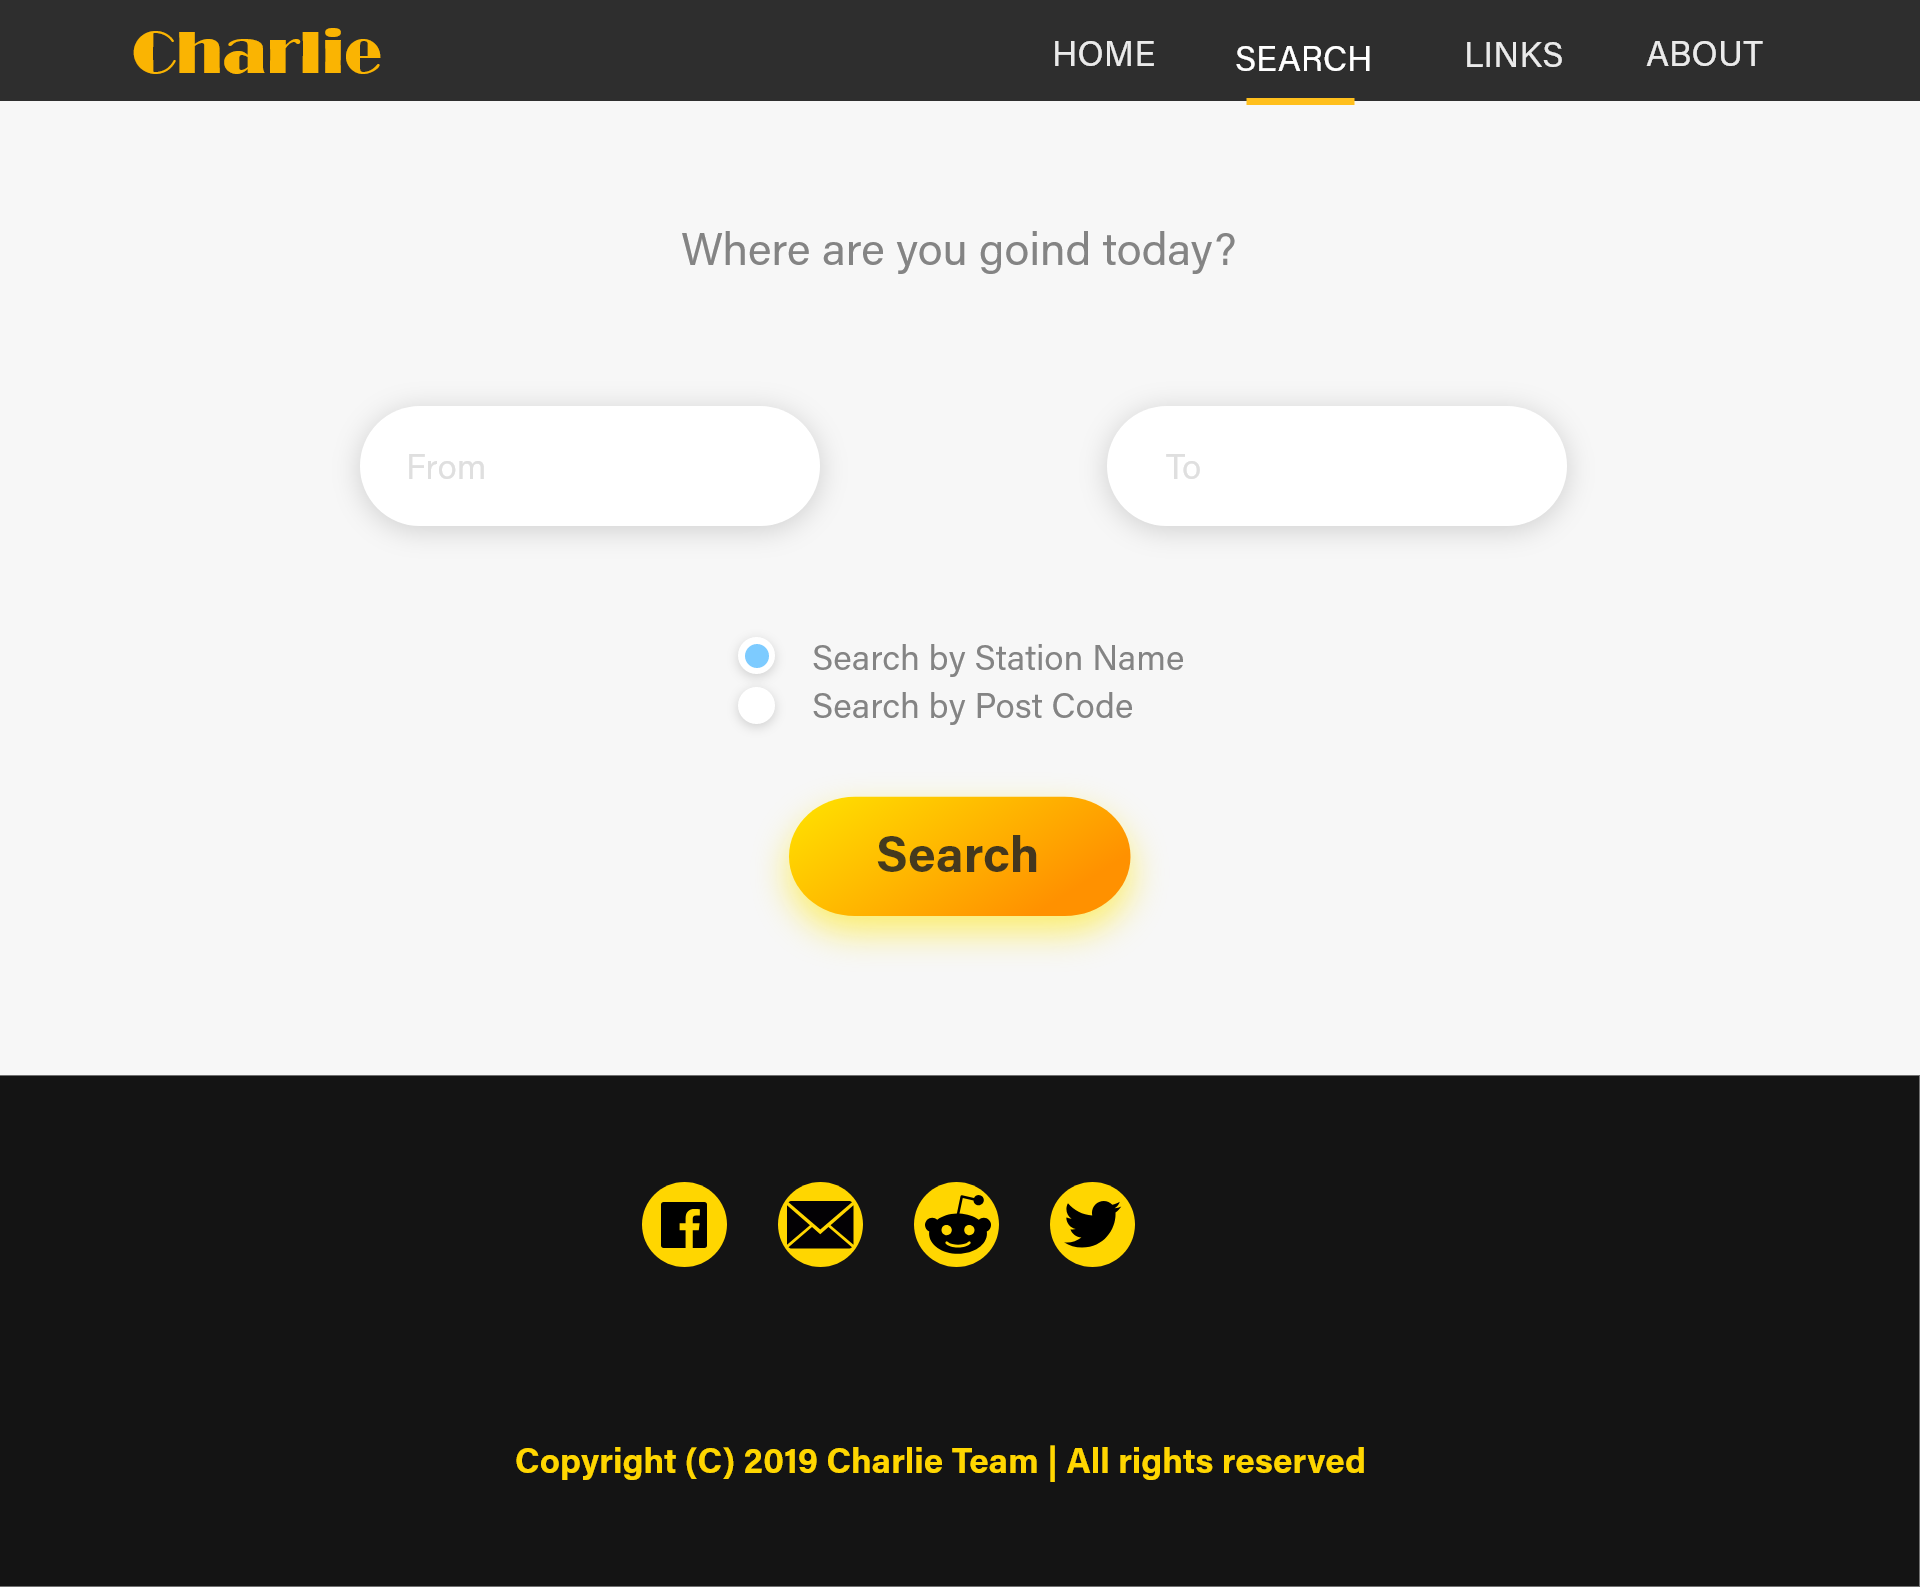 Charlie
HOME
SEARCH
LINKS
ABOUT
Where are you goind today?
From
To
Search by Station Name
Search by Post Code
Search
Copyright (C) 2019 Charlie Team | All rights reserved